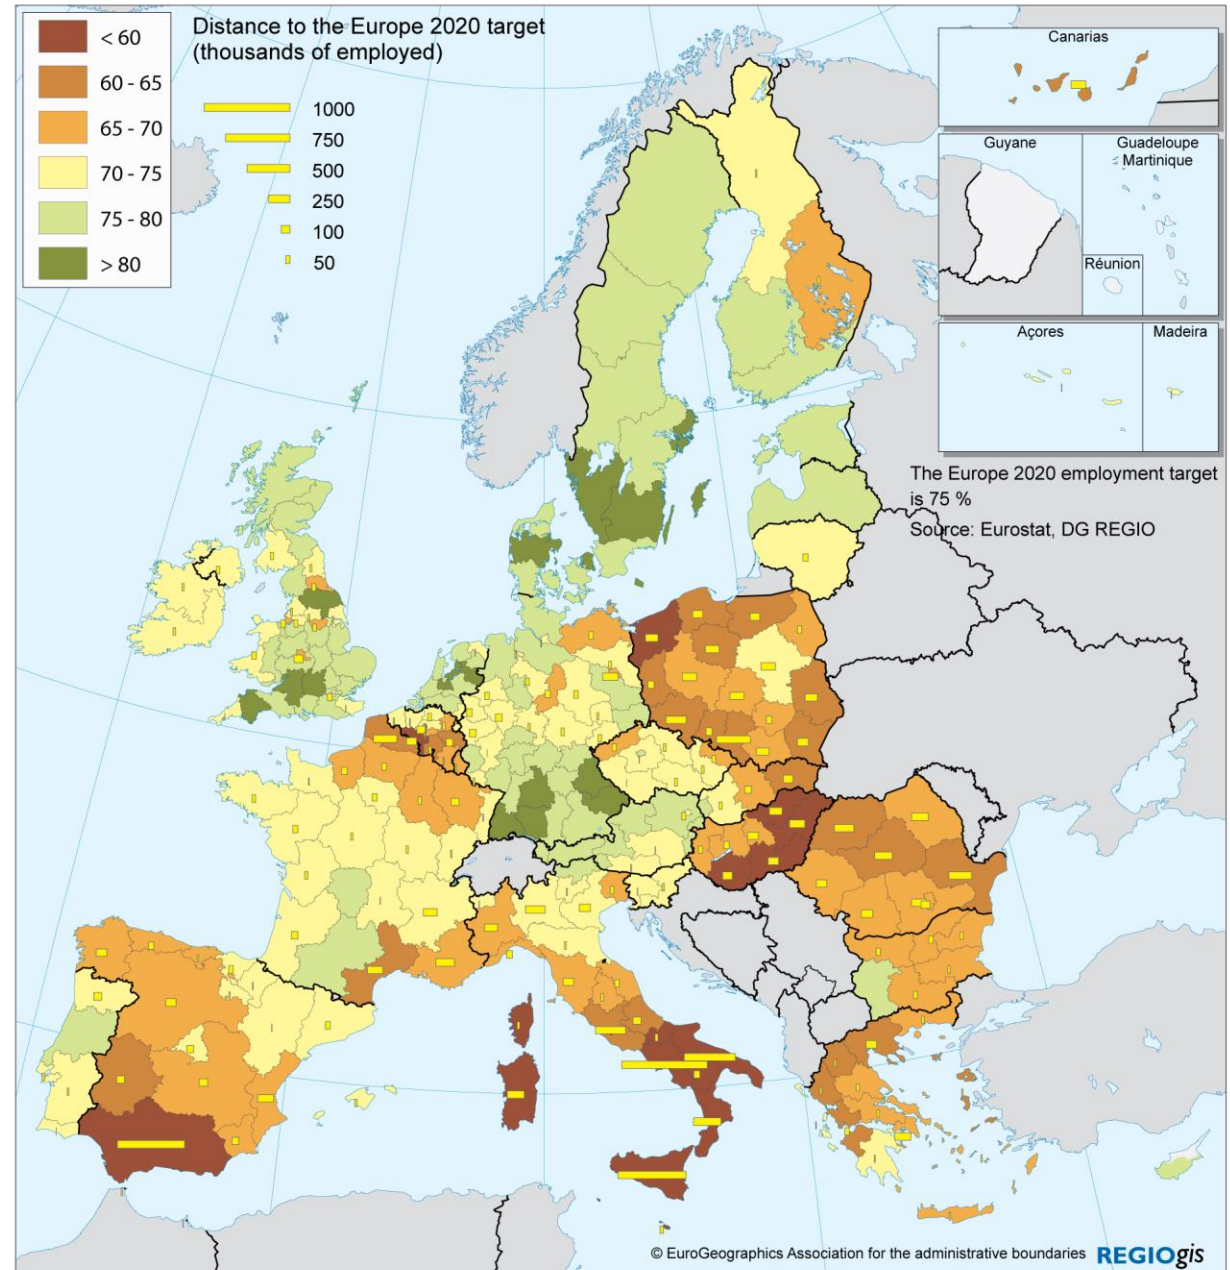 < 60
60 - 65
65 - 70
70 - 75
75 - 80
> 80
Distance to the Europe 2020 target
(thousands of employed)
1000
750
500
250
100
50
Canarias
Guyane
Guadeloupe
Martinique
Réunion
Açores
Madeira
The Europe 2020 employment target
is 75 %
Source: Eurostat, DG REGIO
© EuroGeographics Association for the administrative boundaries REGIOgis